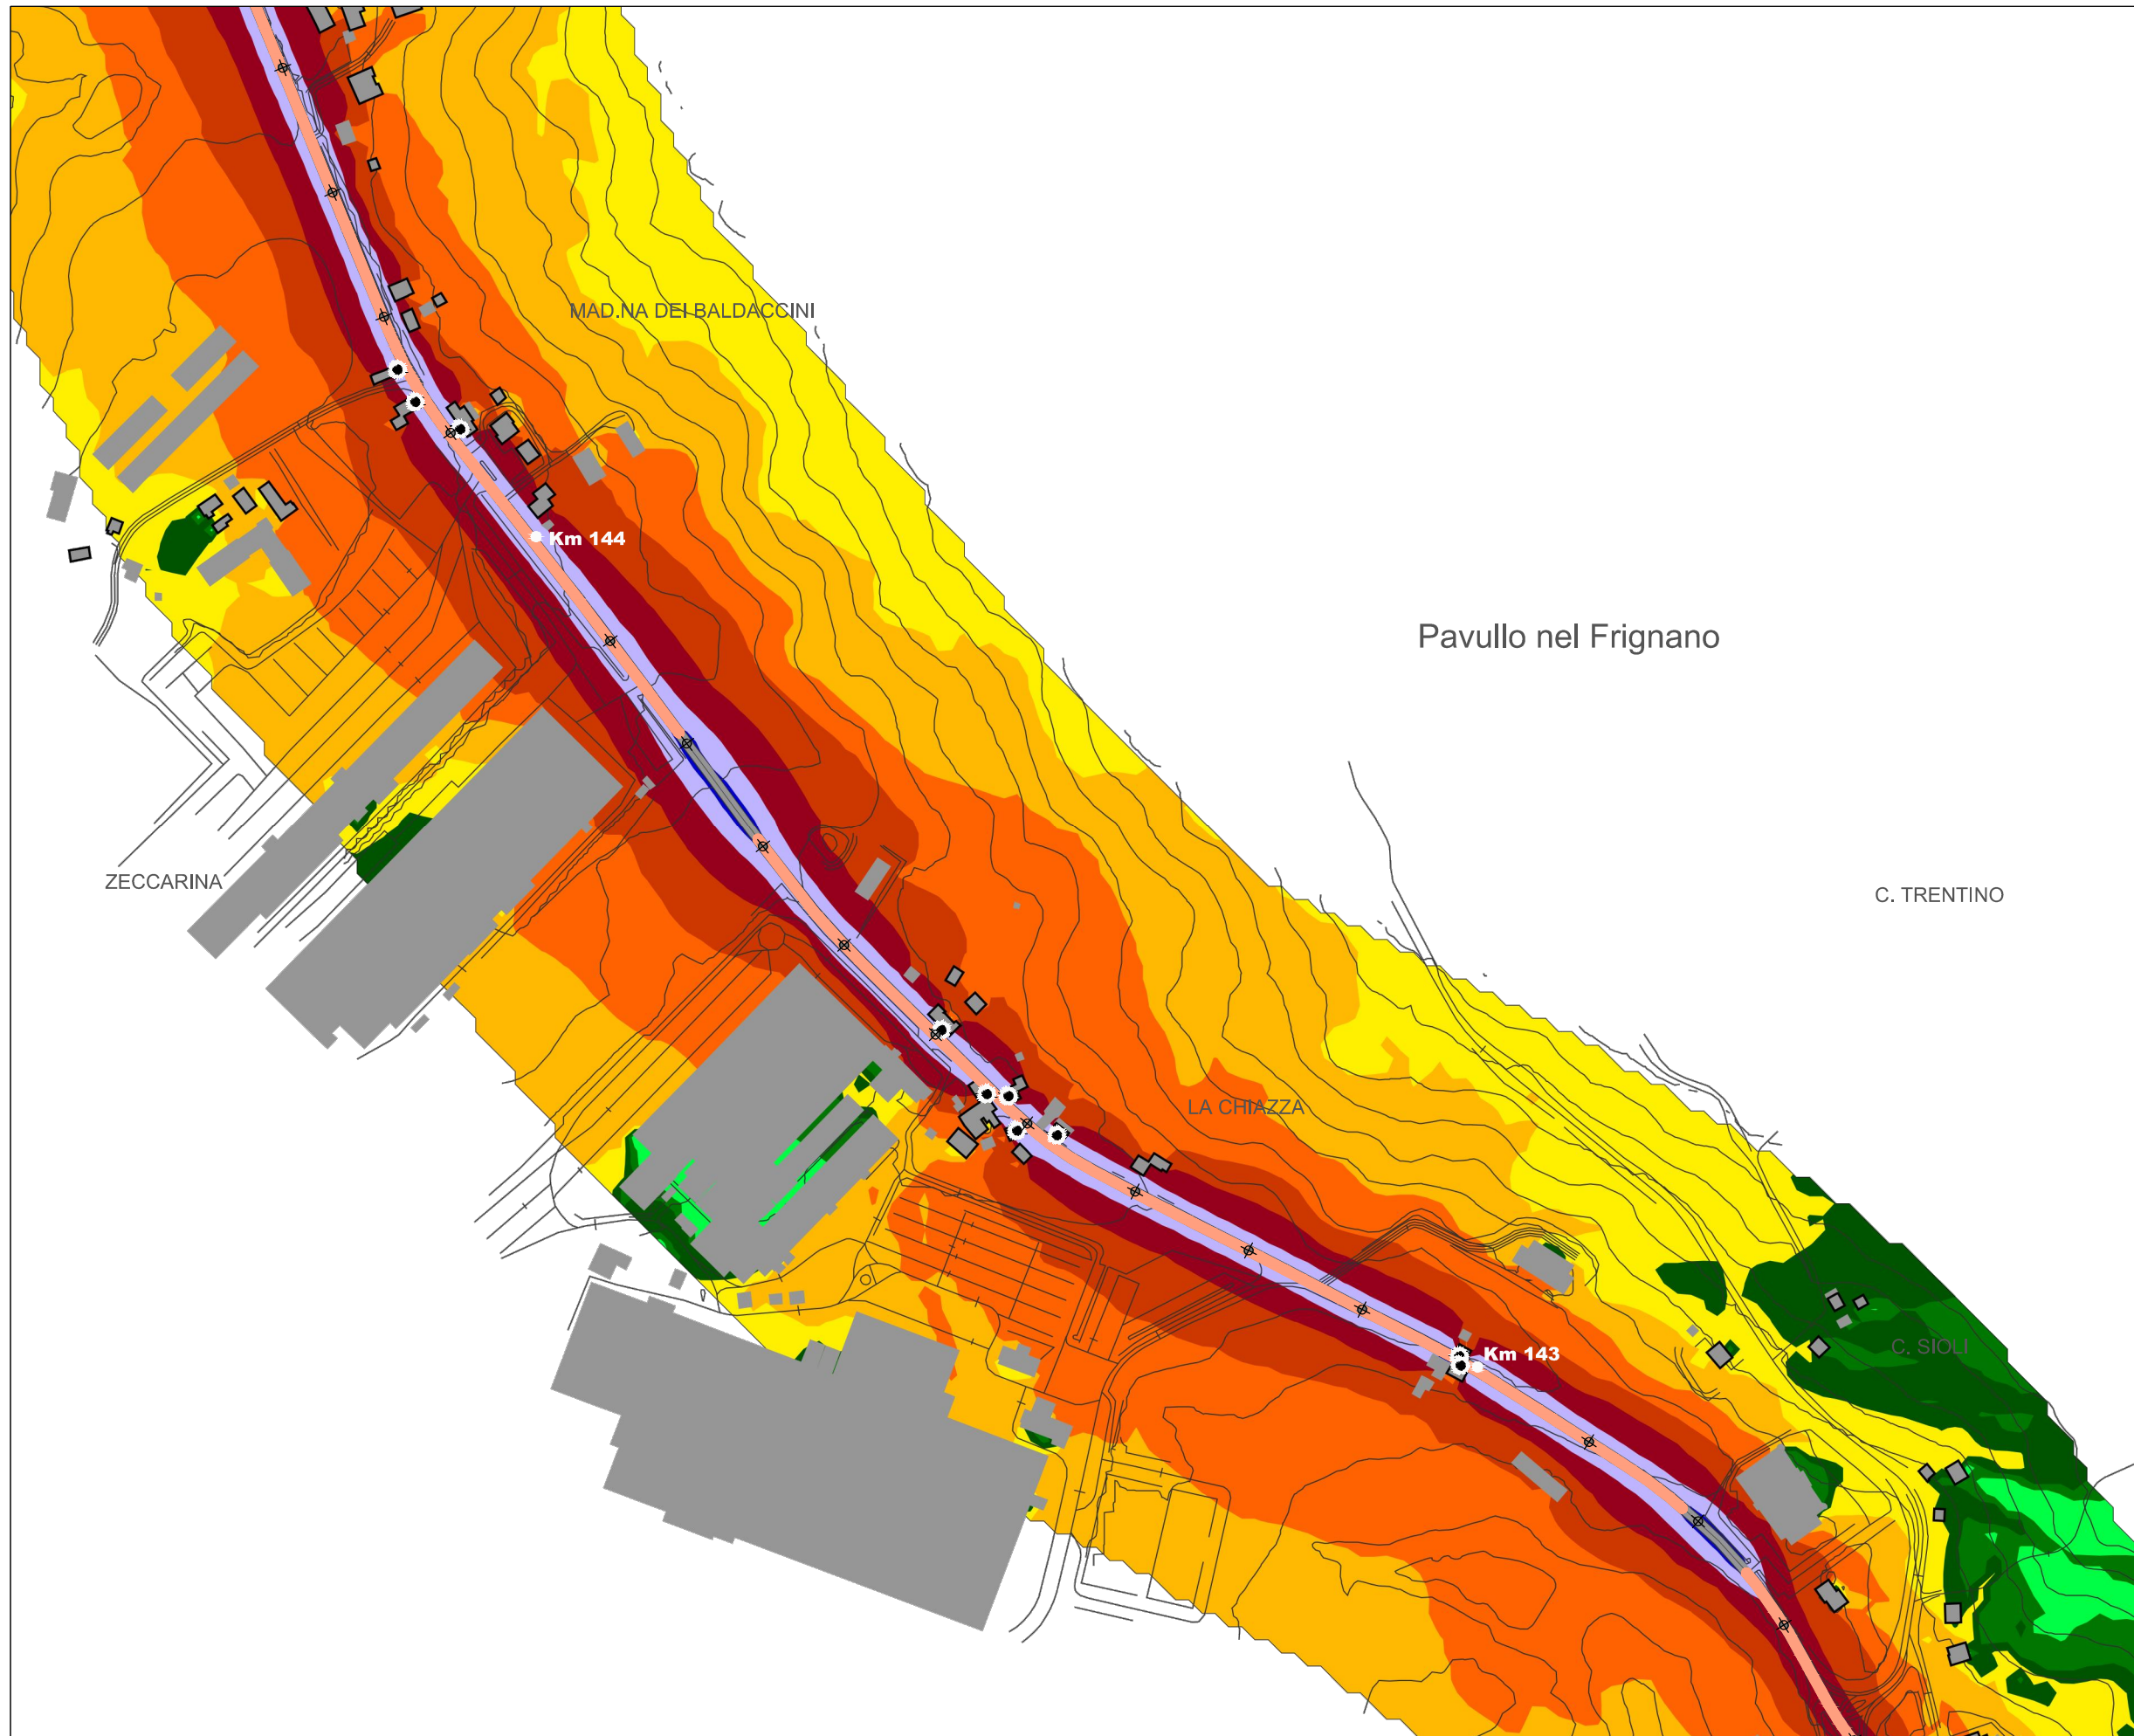 MAD.NA DEI BALDACCINI
Km 144
Pavullo nel Frignano
ZECCARINA
C. TRENTINO
LA CHIAZZA
Km 143
C. SIOLI